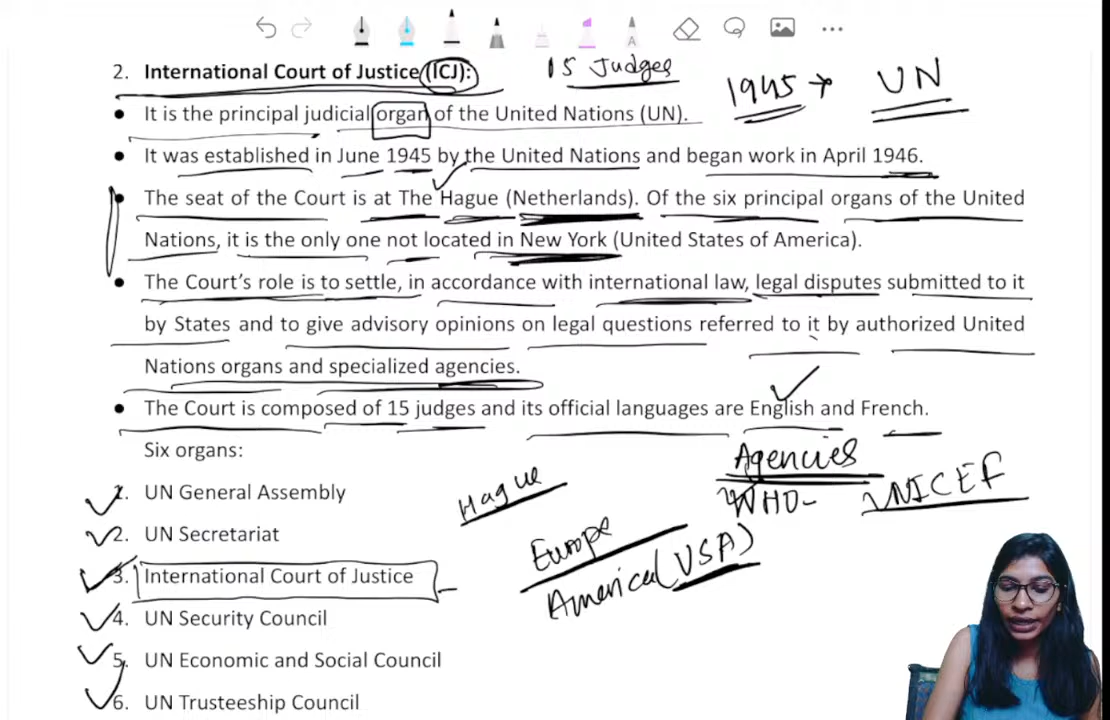 2. International Court of Justice (ICJ): 15 Judges
1945 → UN
• It is the principal judicial organ of the United Nations (UN).
• It was established in June 1945 by the United Nations and began work in April 1946.
• The seat of the Court is at The Hague (Netherlands). Of the six principal organs of the United
Nations, it is the only one not located in New York (United States of America).
• The Court's role is to settle, in accordance with international law, legal disputes submitted to it
by States and to give advisory opinions on legal questions referred to it by authorized United
Nations organs and specialized agencies.
• The Court is composed of 15 judges and its official languages are English and French.
Six organs:
Agencies
WHO- UNICEF
Hague
Europe
America (USA)
1. UN General Assembly
2. UN Secretariat
3. International Court of Justice
4. UN Security Council
5. UN Economic and Social Council
6. UN Trusteeship Council